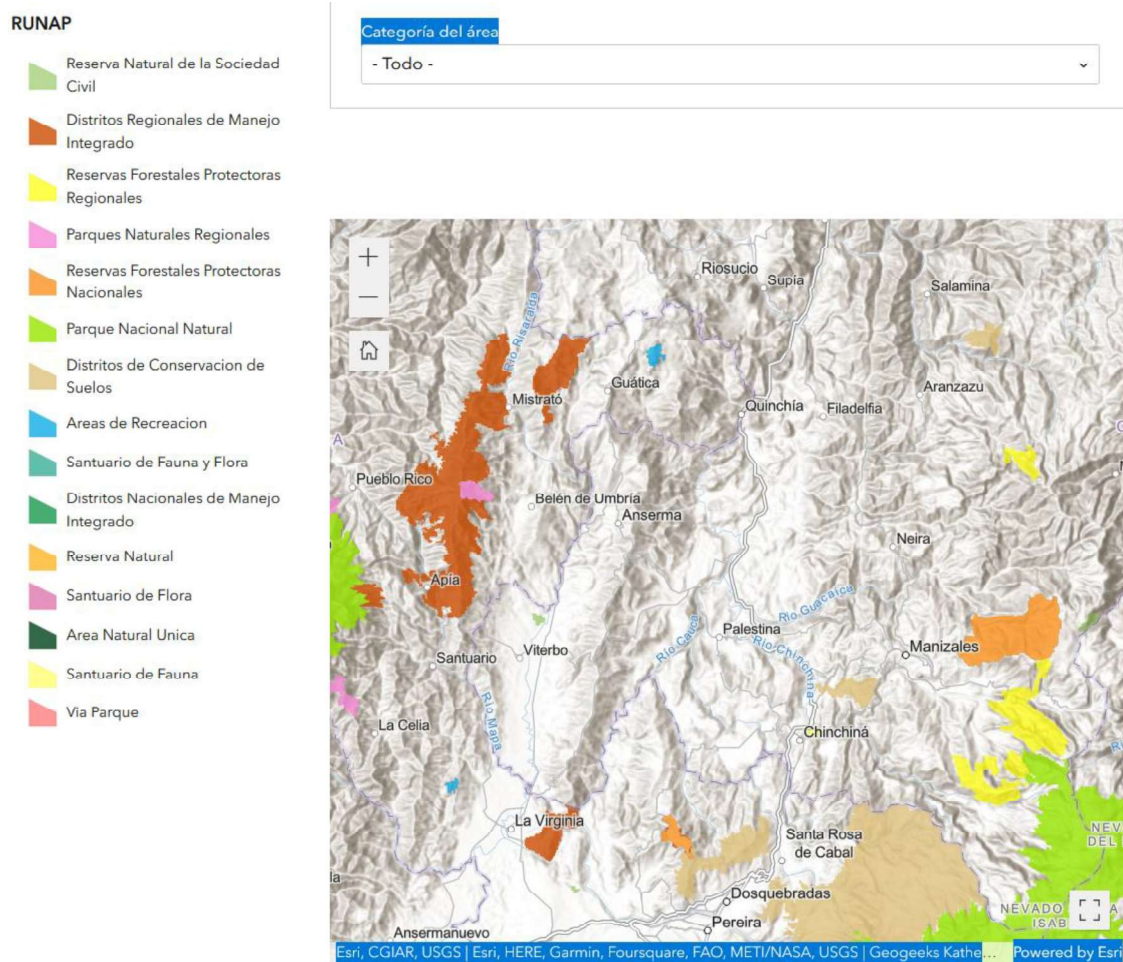 RUNAP
Reserva Natural de la Sociedad
Civil
Distritos Regionales de Manejo
Integrado
Reservas Forestales Protectoras
Regionales
Parques Naturales Regionales
Reservas Forestales Protectoras
Nacionales
Parque Nacional Natural
Distritos de Conservacion de
Suelos
Areas de Recreacion
Santuario de Fauna y Flora
Distritos Nacionales de Manejo
Integrado
Reserva Natural
Santuario de Flora
Area Natural Unica
Santuario de Fauna
Via Parque
Categoría del área
- Todo -
Riosucio
Supía
Salamina
Río Risaralda
Guática
Mistrató
Aranzazu
Quinchía
Filadelfia
Pueblo Rico
Belén de Umbría
Anserma
Neira
Apía
Río Guacaica
Palestina
Río Cauca
Río Chinchina
Manizales
Santuario
Viterbo
Río Mapa
La Celia
Chinchiná
La Virginia
Santa Rosa
de Cabal
NEV
DEL
Dosquebradas
NEVADO
ISAB
Pereira
Ansermanuevo
Esri, CGIAR, USGS | Esri, HERE, Garmin, Foursquare, FAO, METI/NASA, USGS | Geogeeks Kathe...
Powered by Esri